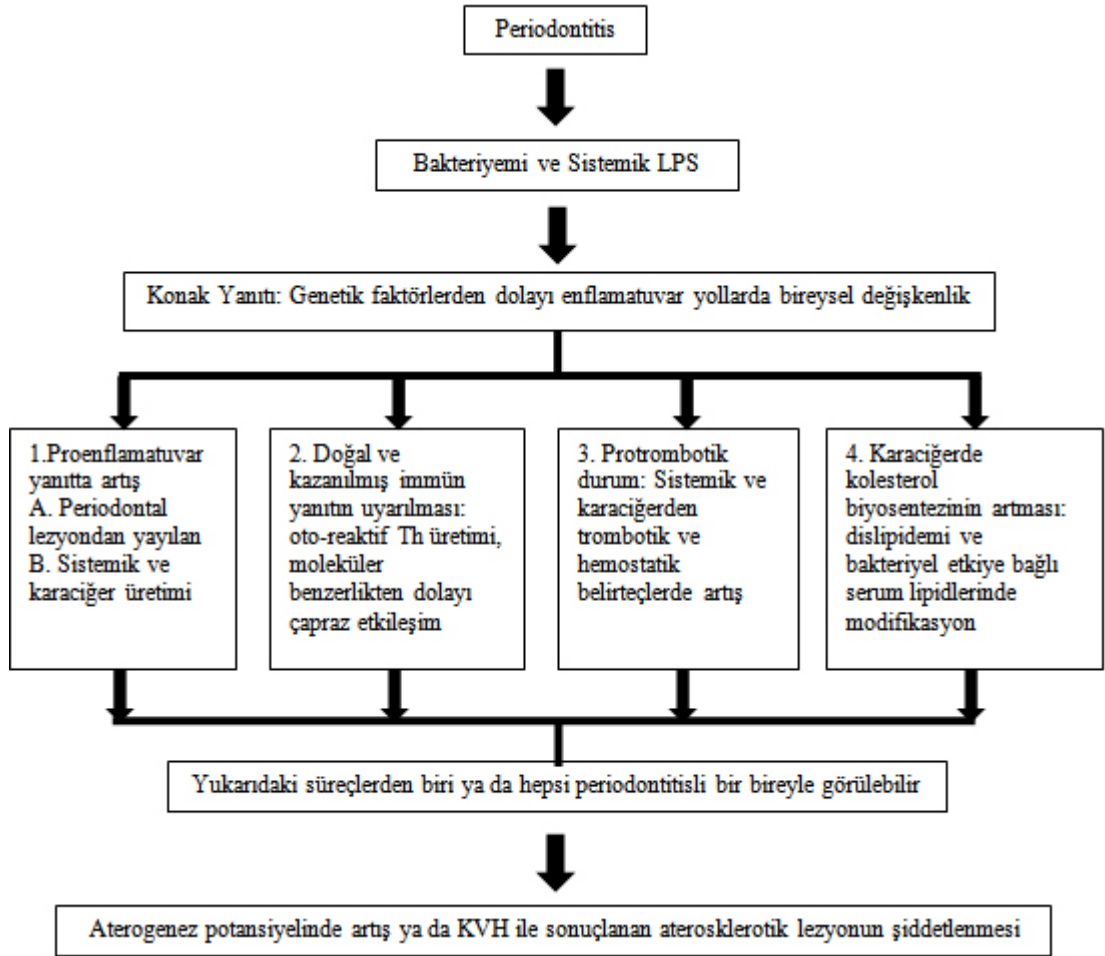 Periodontitis
Bakteriyemi ve Sistemik LPS
Konak Yanıtı: Genetik faktörlerden dolayı enflamatuvar yollarda bireysel değişkenlik
1.Proenflamatuvar
yanıtta artış
A. Periodontal
lezyondan yayılan
B. Sistemik ve
karaciğer üretimi
2. Doğal ve
kazanılmış immün
yanıtın uyarılması:
oto-reaktif Th üretimi,
moleküler
benzerlikten dolayı
çapraz etkileşim
3. Protrombotik
durum: Sistemik ve
karaciğerden
trombotik ve
hemostatik
belirteçlerde artış
4. Karaciğerde
kolesterol
biyosentezinin artması:
dislipidemi ve
bakteriyel etkiye bağlı
serum lipidlerinde
modifikasyon
Yukarıdaki süreçlerden biri ya da hepsi periodontitisli bir bireyle görülebilir
Aterogenez potansiyelinde artış ya da KVH ile sonuçlanan aterosklerotik lezyonun şiddetlenmesi